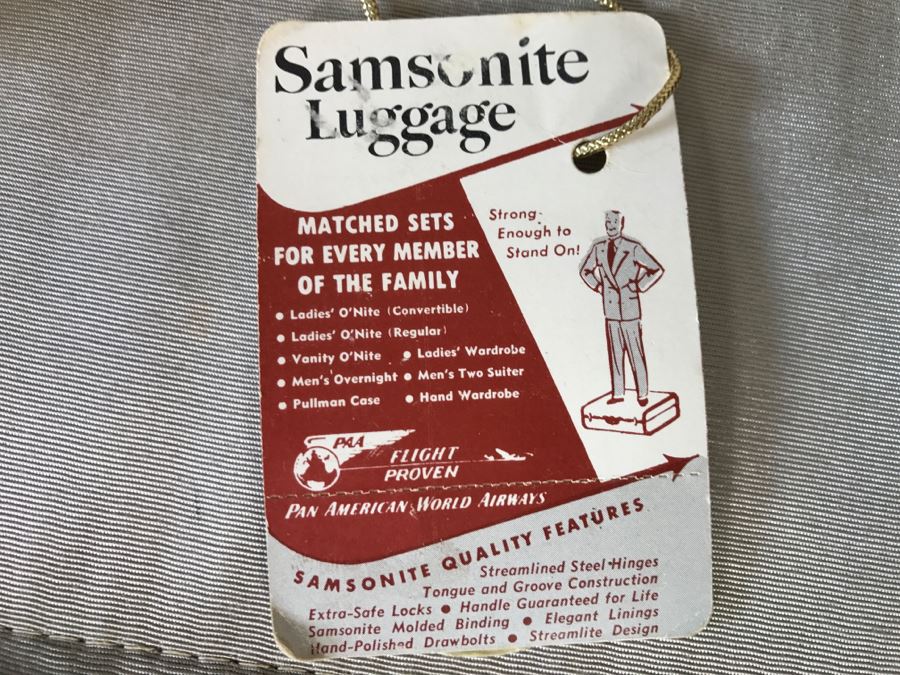 Samsonite
Luggage
MATCHED SETS
FOR EVERY MEMBER
OF THE FAMILY
Strong-
Enough to
Stand On!
• Ladies' O'Nite (Convertible)
• Ladies' O'Nite (Regular)
• Vanity O'Nite • Ladies' Wardrobe
• Men's Overnight • Men's Two Suiter
• Pullman Case • Hand Wardrobe
PAA
FLIGHT
PROVEN
PAN AMERICAN WORLD AIRWAYS
SAMSONITE QUALITY FEATURES
Streamlined Steel Hinges
Tongue and Groove Construction
Extra-Safe Locks • Handle Guaranteed for Life
Samsonite Molded Binding • Elegant Linings
Hand-Polished Drawbolts • Streamlite Design